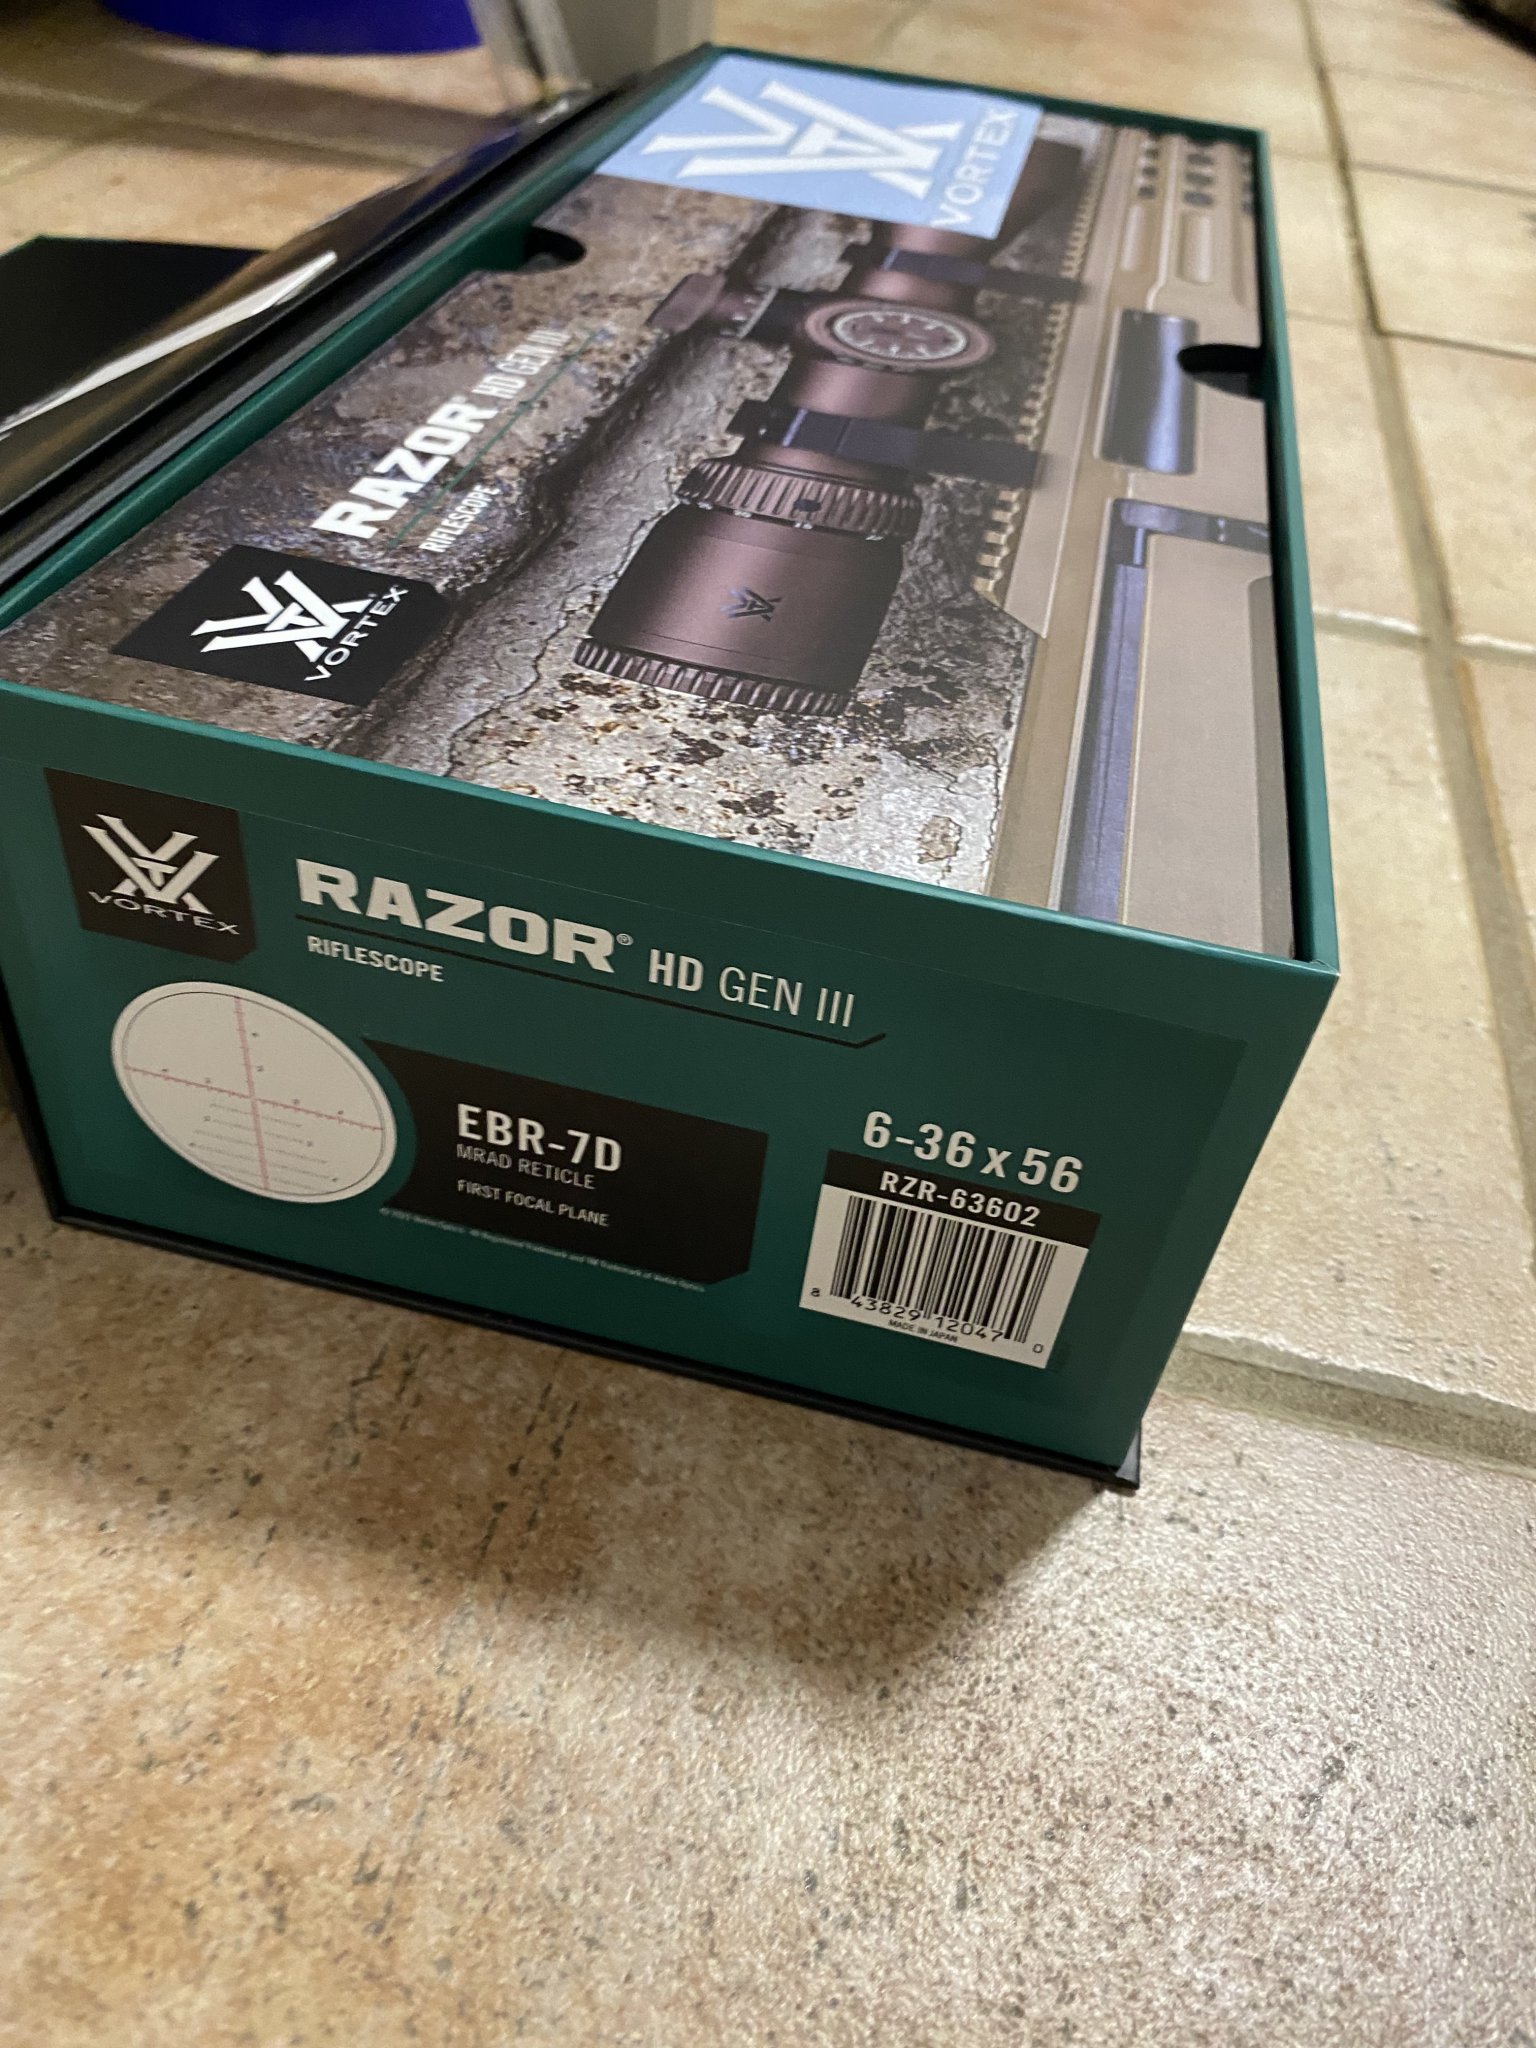 VORTEX
RAZOR HD GEN III
RIFLESCOPE
VORTEX
VORTEX
RAZOR® HD GEN III
RIFLESCOPE
EBR-7D
MRAD RETICLE
FIRST FOCAL PLANE
6-36 x 56
RZR-63602
8 43829 12047 0
MADE IN JAPAN